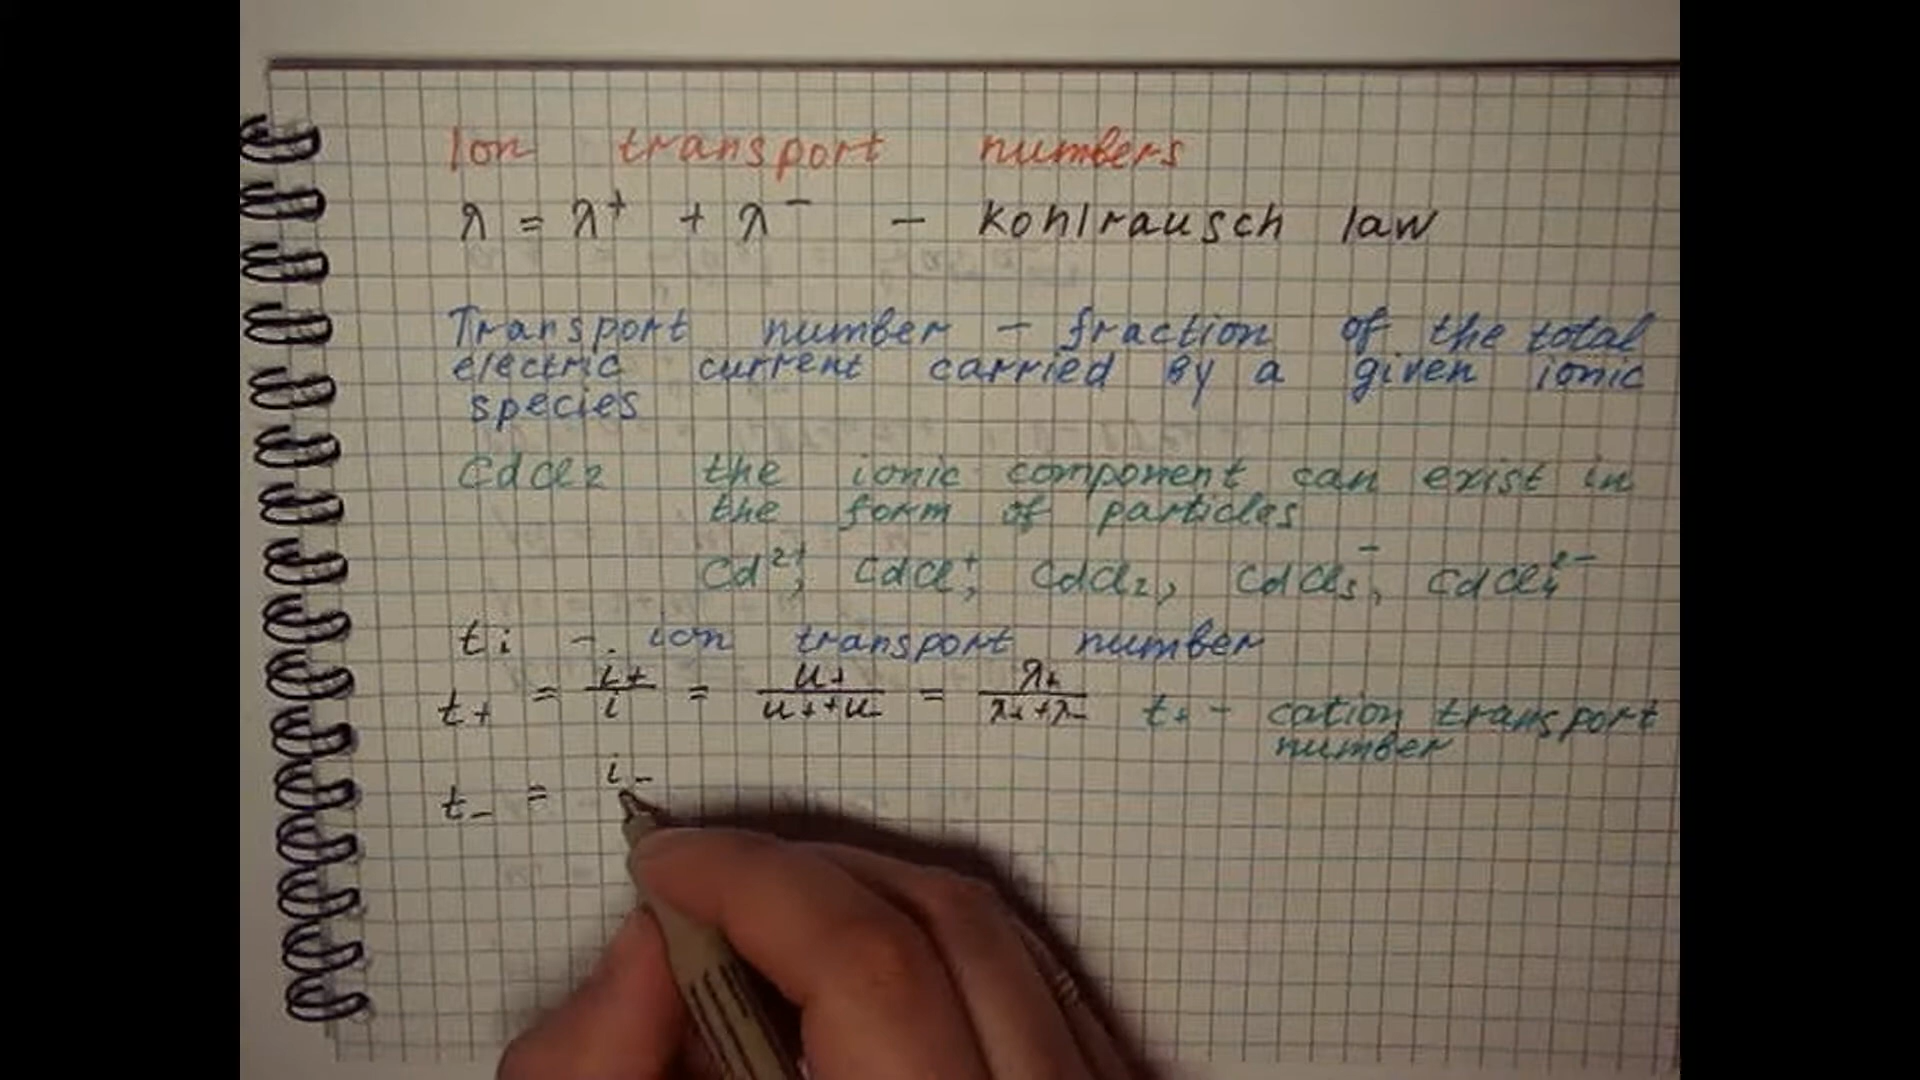 Ion transport numbers
λ = λ⁺ + λ⁻ - Kohlrausch law
Transport number - fraction of the total
electric current carried by a given ionic
species
CdCl₂ the ionic component can exist in
the form of particles
Cd²⁺, CdCl⁺, CdCl₂, CdCl₃⁻, CdCl₄²⁻
tᵢ - ion transport number
t₊ = i₊/i = u₊/(u₊+u₋) = λ₊/(λ₊+λ₋) t₊ - cation transport
number
t₋ = i₋